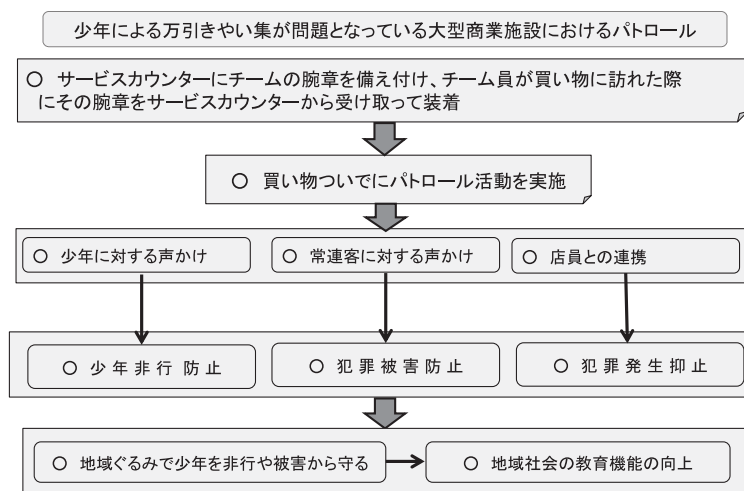 少年による万引きやい集が問題となっている大型商業施設におけるパトロール
○ サービスカウンターにチームの腕章を備え付け、チーム員が買い物に訪れた際
にその腕章をサービスカウンターから受け取って装着
○ 買い物ついでにパトロール活動を実施
○ 少年に対する声かけ
○ 常連客に対する声かけ
○ 店員との連携
○ 少年非行 防止
○ 犯罪被害防止
○ 犯罪発生抑止
○ 地域ぐるみで少年を非行や被害から守る
○ 地域社会の教育機能の向上